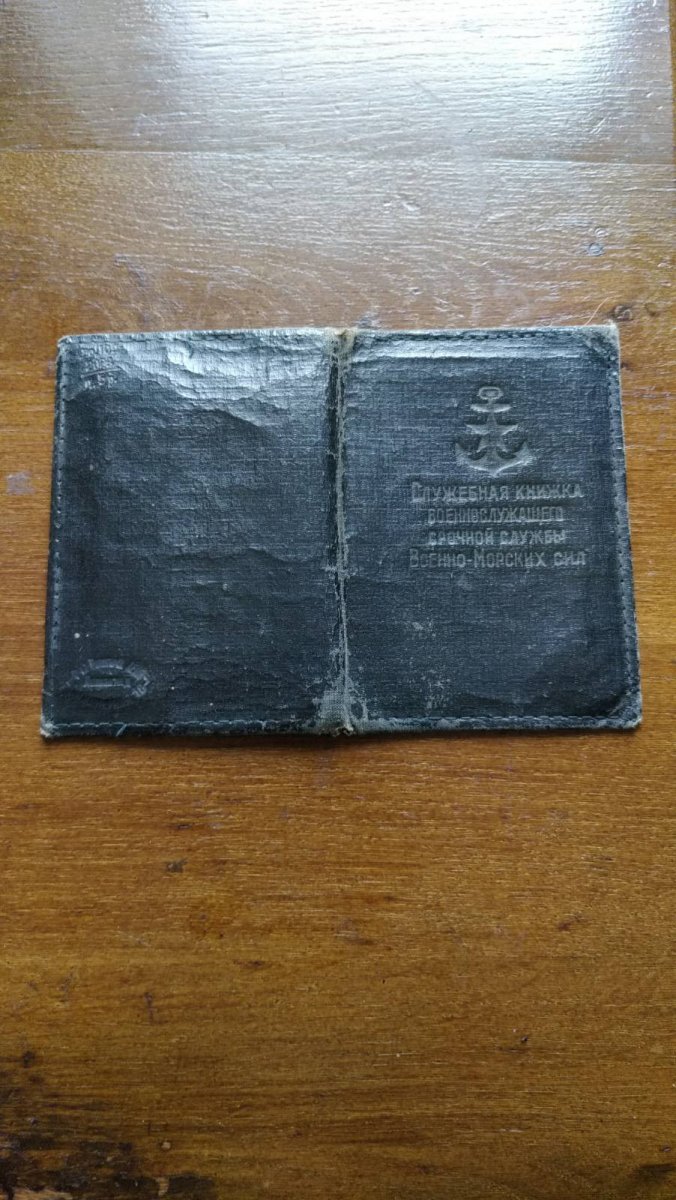 Служебная книжка
военнослужащего
срочной службы
Военно-Морских сил